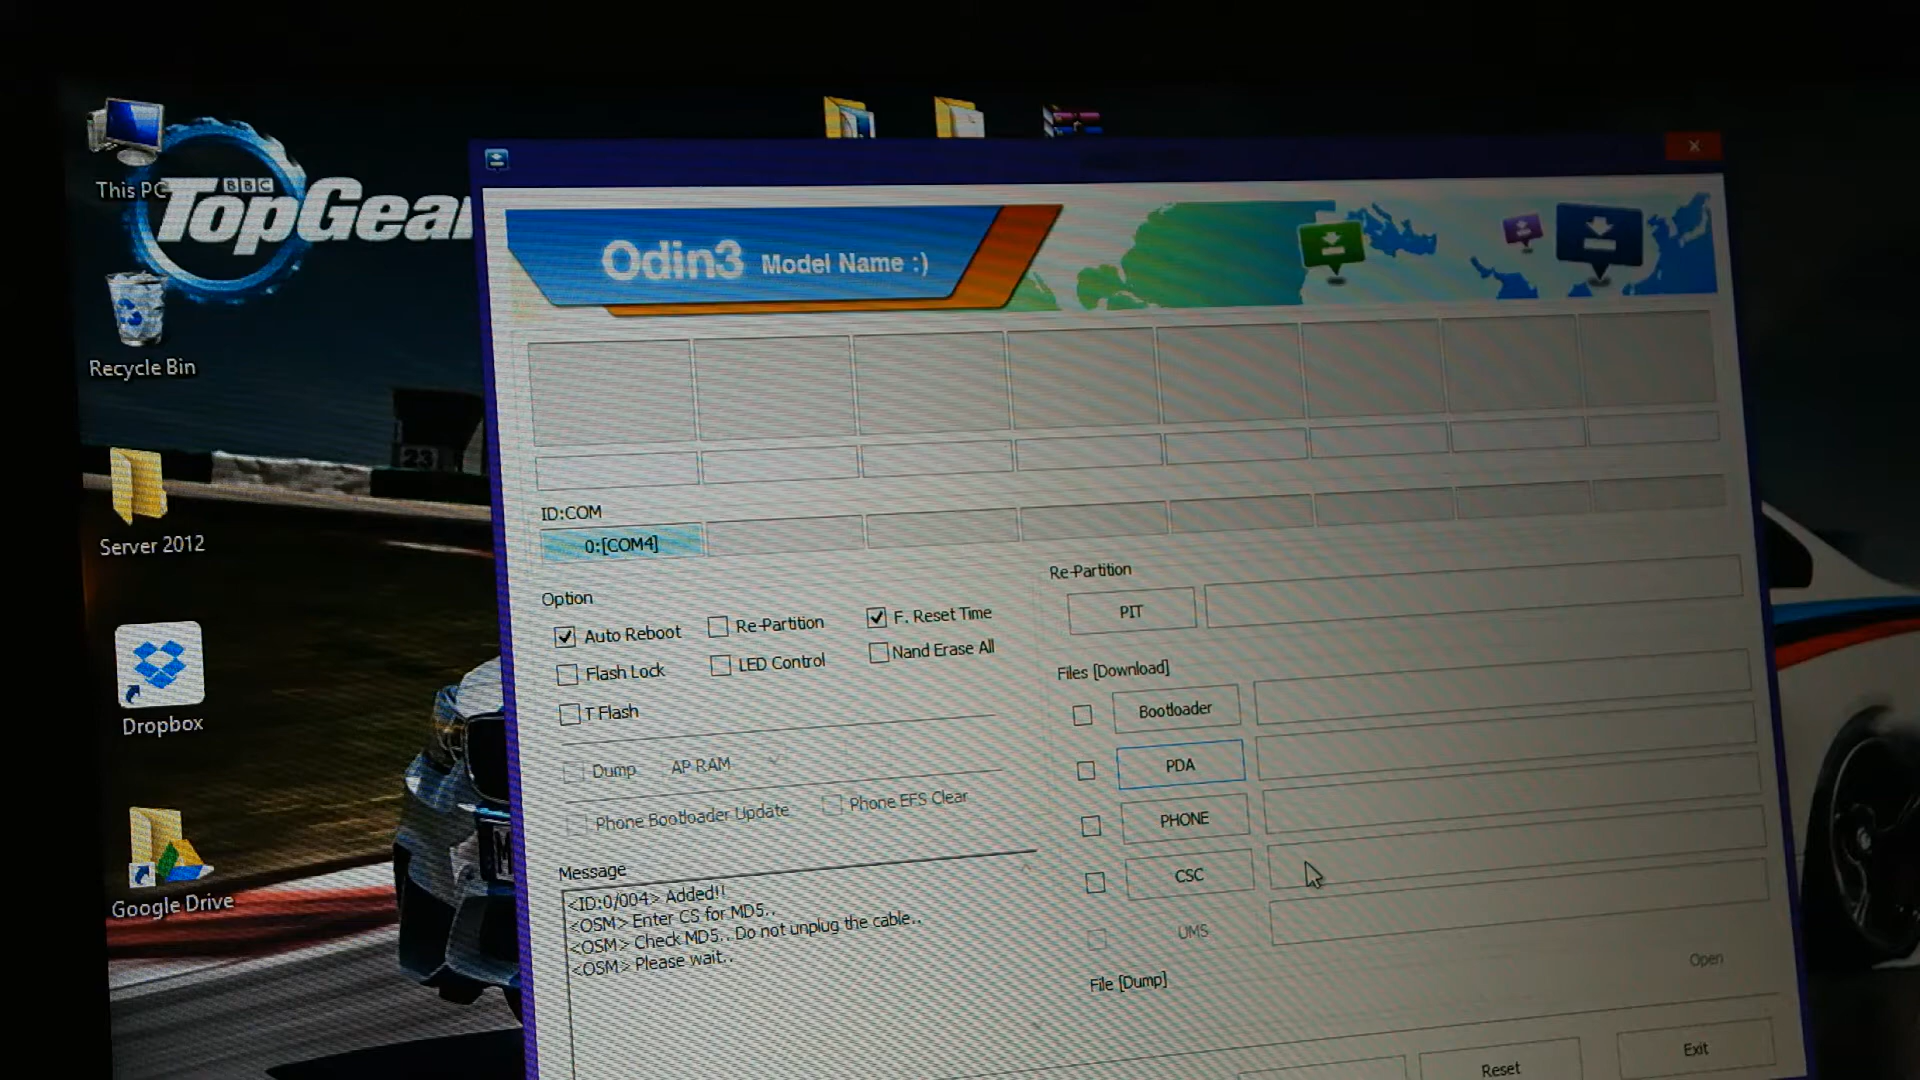 This PC
BBC
TopGear
Recycle Bin
23
Server 2012
Dropbox
Google Drive
Odin3 Model Name :)
ID:COM
0:[COM4]
Option
Auto Reboot
Re-Partition
F. Reset Time
Flash Lock
LED Control
Nand Erase All
T Flash
Dump
AP RAM
Phone Bootloader Update
Phone EFS Clear
Message
<ID:0/004> Added!!
<OSM> Enter CS for MD5..
<OSM> Check MD5.. Do not unplug the cable..
<OSM> Please wait..
Re-Partition
PIT
Files [Download]
Bootloader
PDA
PHONE
CSC
UMS
File [Dump]
Open
Reset
Exit